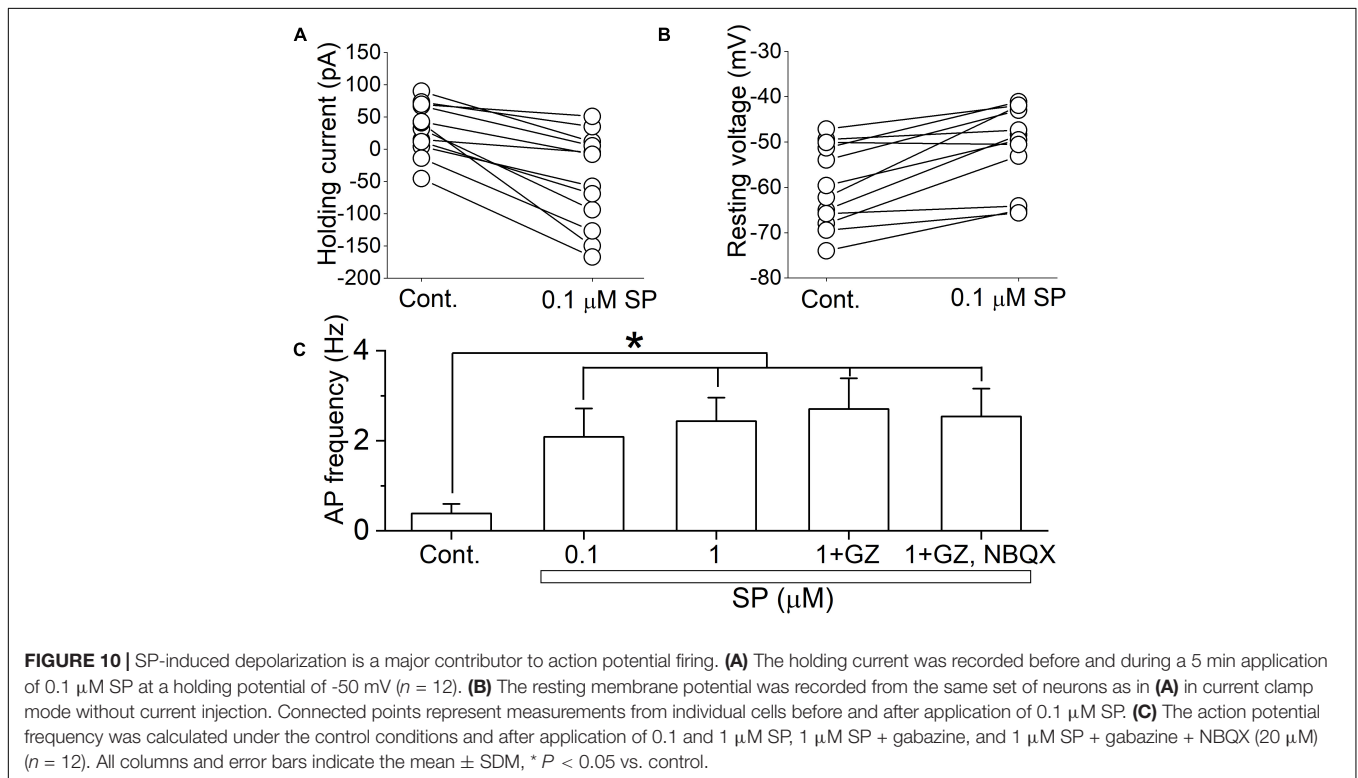 A
Holding current (pA)
150
100
50
0
-50
-100
-150
-200
Cont.
0.1 μM SP
B
Resting voltage (mV)
-30
-40
-50
-60
-70
-80
Cont.
0.1 μM SP
C
AP frequency (Hz)
4
2
0
*
Cont.
0.1
1
1+GZ
1+GZ, NBQX
SP (μM)
FIGURE 10 | SP-induced depolarization is a major contributor to action potential firing. (A) The holding current was recorded before and during a 5 min application
of 0.1 μM SP at a holding potential of -50 mV (n = 12). (B) The resting membrane potential was recorded from the same set of neurons as in (A) in current clamp
mode without current injection. Connected points represent measurements from individual cells before and after application of 0.1 μM SP. (C) The action potential
frequency was calculated under the control conditions and after application of 0.1 and 1 μM SP, 1 μM SP + gabazine, and 1 μM SP + gabazine + NBQX (20 μM)
(n = 12). All columns and error bars indicate the mean ± SDM, * P < 0.05 vs. control.